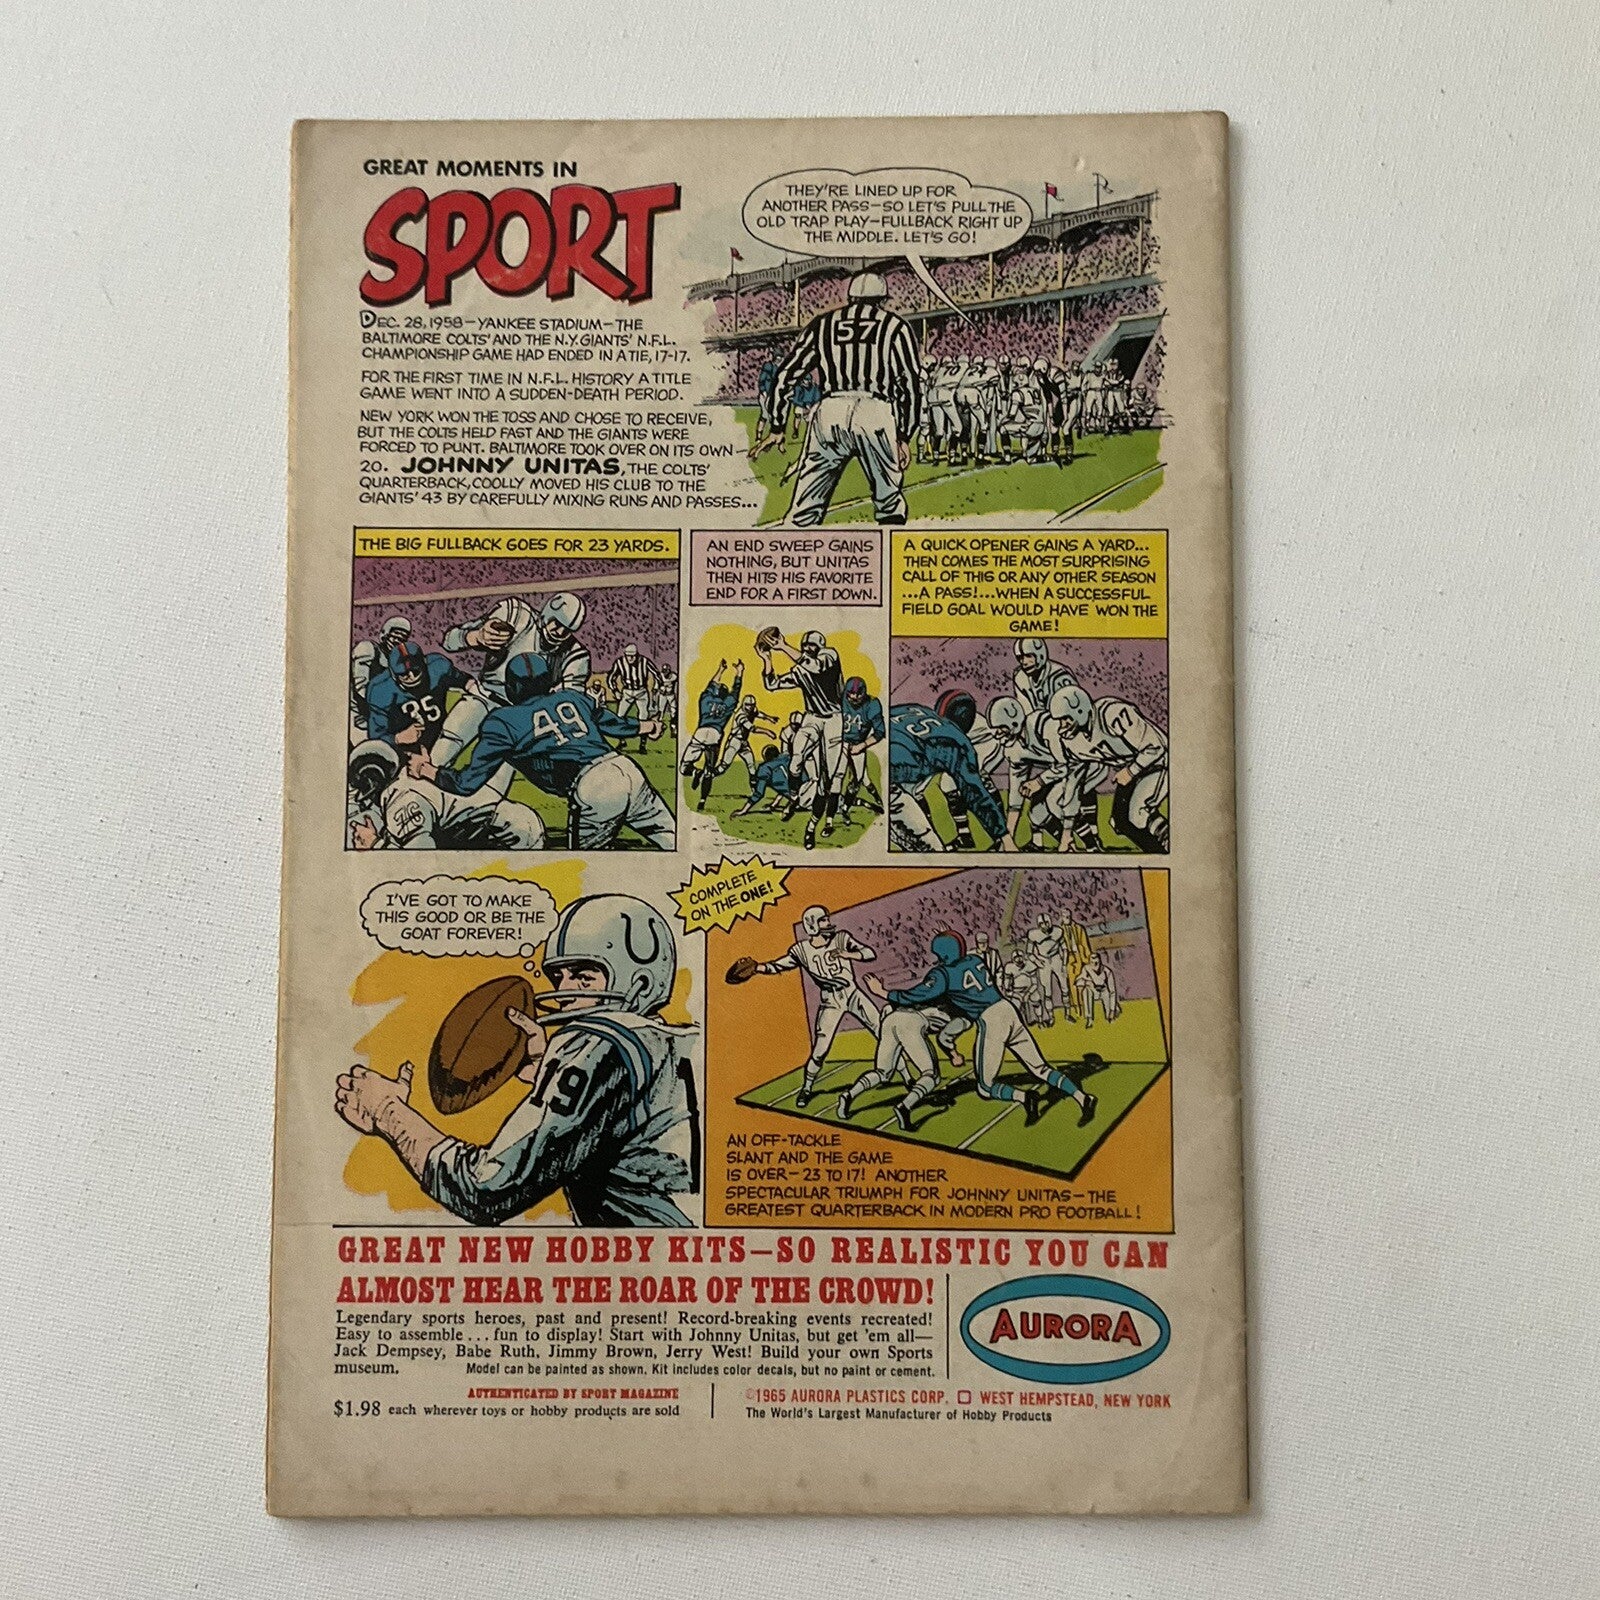 GREAT MOMENTS IN
SPORT
DEC. 28, 1958—YANKEE STADIUM—THE
BALTIMORE COLTS' AND THE N.Y. GIANTS' N.F.L.
CHAMPIONSHIP GAME HAD ENDED IN A TIE, 17-17.
FOR THE FIRST TIME IN N.F.L. HISTORY A TITLE
GAME WENT INTO A SUDDEN-DEATH PERIOD.
NEW YORK WON THE TOSS AND CHOSE TO RECEIVE,
BUT THE COLTS HELD FAST AND THE GIANTS WERE
FORCED TO PUNT. BALTIMORE TOOK OVER ON ITS OWN
20. JOHNNY UNITAS, THE COLTS'
QUARTERBACK, COOLLY MOVED HIS CLUB TO THE
GIANTS' 43 BY CAREFULLY MIXING RUNS AND PASSES...
THEY'RE LINED UP FOR
ANOTHER PASS—SO LET'S PULL THE
OLD TRAP PLAY—FULLBACK RIGHT UP
THE MIDDLE. LET'S GO!
57
70
THE BIG FULLBACK GOES FOR 23 YARDS.
35
49
76
AN END SWEEP GAINS
NOTHING, BUT UNITAS
THEN HITS HIS FAVORITE
END FOR A FIRST DOWN.
84
A QUICK OPENER GAINS A YARD...
THEN COMES THE MOST SURPRISING
CALL OF THIS OR ANY OTHER SEASON
...A PASS!...WHEN A SUCCESSFUL
FIELD GOAL WOULD HAVE WON THE
GAME!
25
77
I'VE GOT TO MAKE
THIS GOOD OR BE THE
GOAT FOREVER!
19
1
COMPLETE
ON THE ONE!
19
42
AN OFF-TACKLE
SLANT AND THE GAME
IS OVER—23 TO 17! ANOTHER
SPECTACULAR TRIUMPH FOR JOHNNY UNITAS—THE
GREATEST QUARTERBACK IN MODERN PRO FOOTBALL!
GREAT NEW HOBBY KITS—SO REALISTIC YOU CAN
ALMOST HEAR THE ROAR OF THE CROWD!
Legendary sports heroes, past and present! Record-breaking events recreated!
Easy to assemble...fun to display! Start with Johnny Unitas, but get 'em all—
Jack Dempsey, Babe Ruth, Jimmy Brown, Jerry West! Build your own Sports
museum. Model can be painted as shown. Kit includes color decals, but no paint or cement.
AURORA
AUTHENTICATED BY SPORT MAGAZINE
$1.98 each wherever toys or hobby products are sold
©1965 AURORA PLASTICS CORP. □ WEST HEMPSTEAD, NEW YORK
The World's Largest Manufacturer of Hobby Products